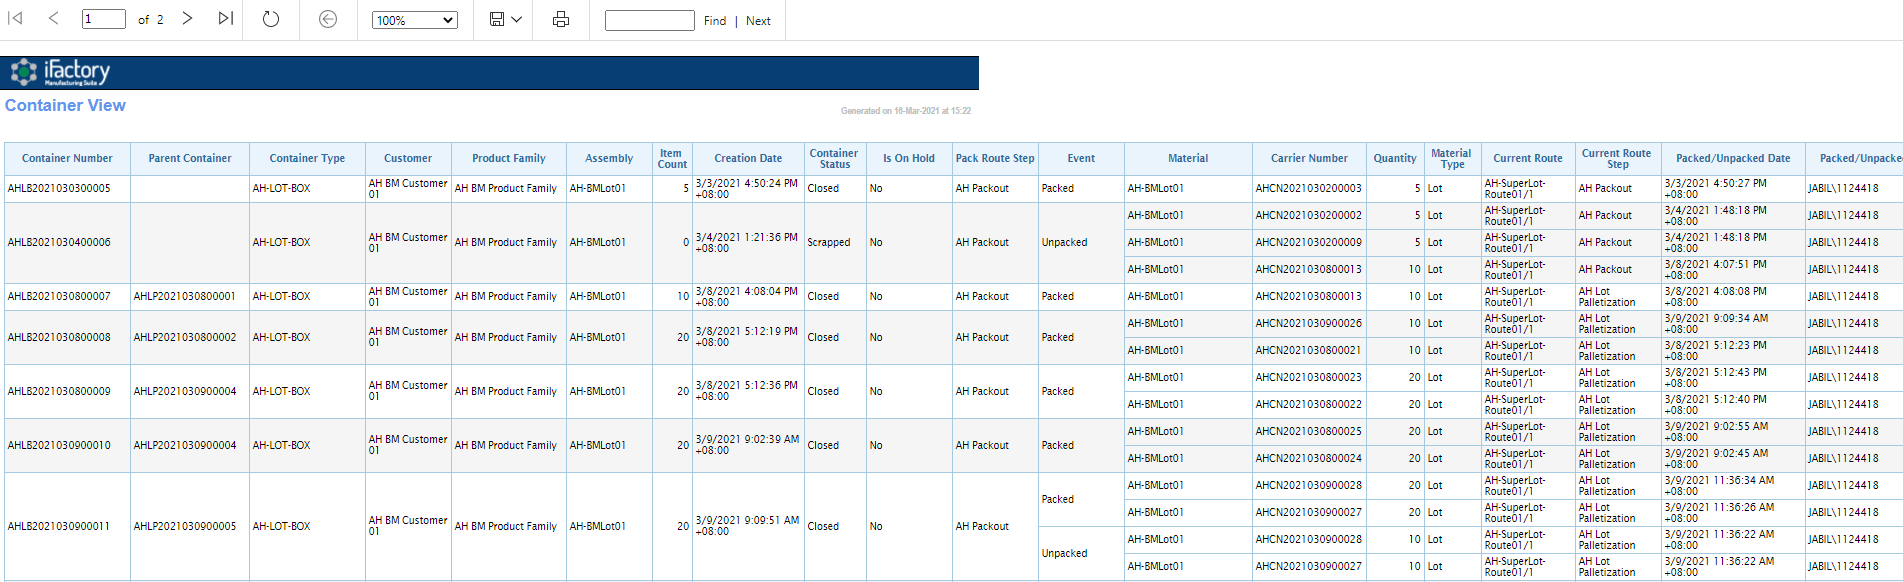 1 of 2 100% Find | Next
iFactory
Manufacturing Suite
Container View
Generated on 16-Mar-2021 at 15:22
Container Number Parent Container Container Type Customer Product Family Assembly Item Count Creation Date Container Status Is On Hold Pack Route Step Event Material Carrier Number Quantity Material Type Current Route Current Route Step Packed/Unpacked Date Packed/Unpacke
AHLB2021030300005 AH-LOT-BOX AH BM Customer 01 AH BM Product Family AH-BMLot01 5 3/3/2021 4:50:24 PM +08:00 Closed No AH Packout Packed AH-BMLot01 AHCN2021030200003 5 Lot AH-SuperLot-Route01/1 AH Packout 3/3/2021 4:50:27 PM +08:00 JABIL\1124418
AHLB2021030400006 AH-LOT-BOX AH BM Customer 01 AH BM Product Family AH-BMLot01 0 3/4/2021 1:21:36 PM +08:00 Scrapped No AH Packout Unpacked AH-BMLot01 AHCN2021030200002 5 Lot AH-SuperLot-Route01/1 AH Packout 3/4/2021 1:48:18 PM +08:00 JABIL\1124418
AH-BMLot01 AHCN2021030200009 5 Lot AH-SuperLot-Route01/1 AH Packout 3/4/2021 1:48:18 PM +08:00 JABIL\1124418
AH-BMLot01 AHCN2021030800013 10 Lot AH-SuperLot-Route01/1 AH Packout 3/8/2021 4:07:51 PM +08:00 JABIL\1124418
AHLB2021030800007 AHLP2021030800001 AH-LOT-BOX AH BM Customer 01 AH BM Product Family AH-BMLot01 10 3/8/2021 4:08:04 PM +08:00 Closed No AH Packout Packed AH-BMLot01 AHCN2021030800013 10 Lot AH-SuperLot-Route01/1 AH Lot Palletization 3/8/2021 4:08:08 PM +08:00 JABIL\1124418
AHLB2021030800008 AHLP2021030800002 AH-LOT-BOX AH BM Customer 01 AH BM Product Family AH-BMLot01 20 3/8/2021 5:12:19 PM +08:00 Closed No AH Packout Packed AH-BMLot01 AHCN2021030900026 10 Lot AH-SuperLot-Route01/1 AH Lot Palletization 3/9/2021 9:09:34 AM +08:00 JABIL\1124418
AH-BMLot01 AHCN2021030800021 10 Lot AH-SuperLot-Route01/1 AH Lot Palletization 3/8/2021 5:12:23 PM +08:00 JABIL\1124418
AHLB2021030800009 AHLP2021030900004 AH-LOT-BOX AH BM Customer 01 AH BM Product Family AH-BMLot01 20 3/8/2021 5:12:36 PM +08:00 Closed No AH Packout Packed AH-BMLot01 AHCN2021030800023 20 Lot AH-SuperLot-Route01/1 AH Lot Palletization 3/8/2021 5:12:43 PM +08:00 JABIL\1124418
AH-BMLot01 AHCN2021030800022 20 Lot AH-SuperLot-Route01/1 AH Lot Palletization 3/8/2021 5:12:40 PM +08:00 JABIL\1124418
AHLB2021030900010 AHLP2021030900004 AH-LOT-BOX AH BM Customer 01 AH BM Product Family AH-BMLot01 20 3/9/2021 9:02:39 AM +08:00 Closed No AH Packout Packed AH-BMLot01 AHCN2021030800025 20 Lot AH-SuperLot-Route01/1 AH Lot Palletization 3/9/2021 9:02:55 AM +08:00 JABIL\1124418
AH-BMLot01 AHCN2021030800024 20 Lot AH-SuperLot-Route01/1 AH Lot Palletization 3/9/2021 9:02:45 AM +08:00 JABIL\1124418
AHLB2021030900011 AHLP2021030900005 AH-LOT-BOX AH BM Customer 01 AH BM Product Family AH-BMLot01 20 3/9/2021 9:09:51 AM +08:00 Closed No AH Packout Packed AH-BMLot01 AHCN2021030900028 20 Lot AH-SuperLot-Route01/1 AH Lot Palletization 3/9/2021 11:36:34 AM +08:00 JABIL\1124418
AH-BMLot01 AHCN2021030900027 20 Lot AH-SuperLot-Route01/1 AH Lot Palletization 3/9/2021 11:36:26 AM +08:00 JABIL\1124418
Unpacked AH-BMLot01 AHCN2021030900028 10 Lot AH-SuperLot-Route01/1 AH Lot Palletization 3/9/2021 11:36:22 AM +08:00 JABIL\1124418
AH-BMLot01 AHCN2021030900027 10 Lot AH-SuperLot-Route01/1 AH Lot Palletization 3/9/2021 11:36:22 AM +08:00 JABIL\1124418